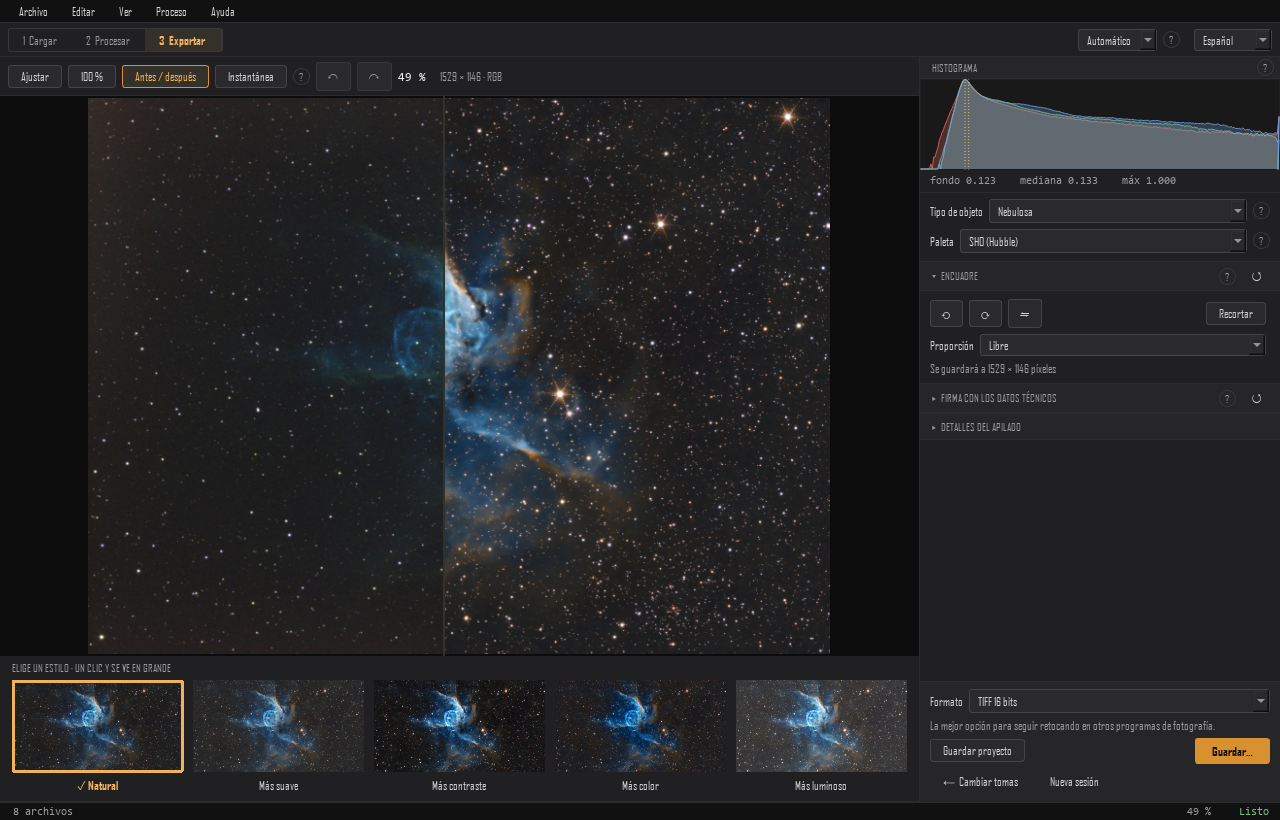 Archivo Editar Ver Proceso Ayuda
1 Cargar 2 Procesar 3 Exportar Automático ? Español
Ajustar 100 % Antes / después Instantánea ? 49 % 1529 × 1146 · RGB
HISTOGRAMA ?
fondo 0.123 mediana 0.133 máx 1.000
Tipo de objeto Nebulosa ?
Paleta SHO (Hubble) ?
ENCUADRE ?
Recortar
Proporción Libre
Se guardará a 1529 × 1146 píxeles
FIRMA CON LOS DATOS TÉCNICOS ?
DETALLES DEL APILADO
ELIGE UN ESTILO · UN CLIC Y SE VE EN GRANDE
✓ Natural Más suave Más contraste Más color Más luminoso
Formato TIFF 16 bits
La mejor opción para seguir retocando en otros programas de fotografía.
Guardar proyecto Guardar...
← Cambiar tomas Nueva sesión
8 archivos 49 % Listo